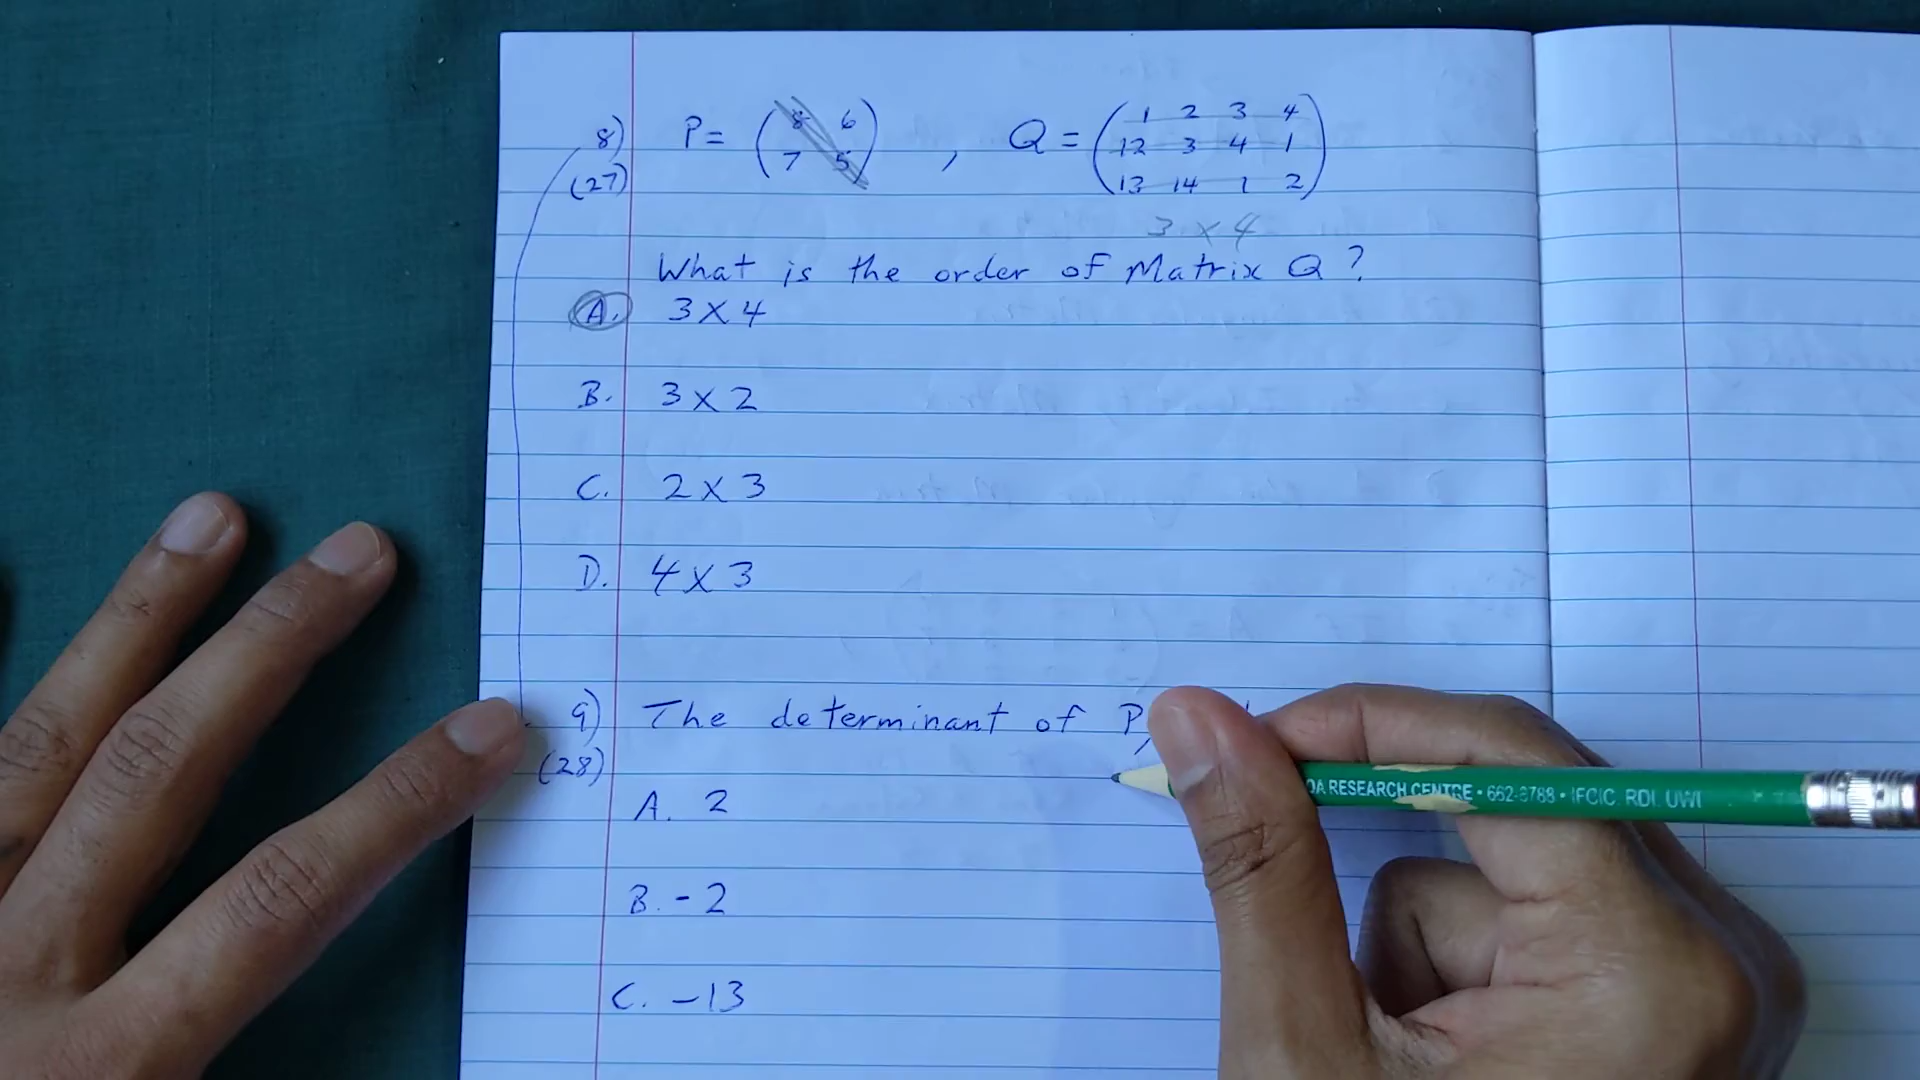 8) P = ( 8 6 , Q = ( 1 2 3 4
7 5 ) 12 3 4 1
(27) 13 14 1 2 )
3 x 4
What is the order of Matrix Q ?
A. 3 x 4
B. 3 x 2
C. 2 x 3
D. 4 x 3
9) The determinant of P,
(28)
A. 2
B. - 2
C. - 13
RESEARCH CENTRE • 662-8788 • IFCIC, RDI, UWI